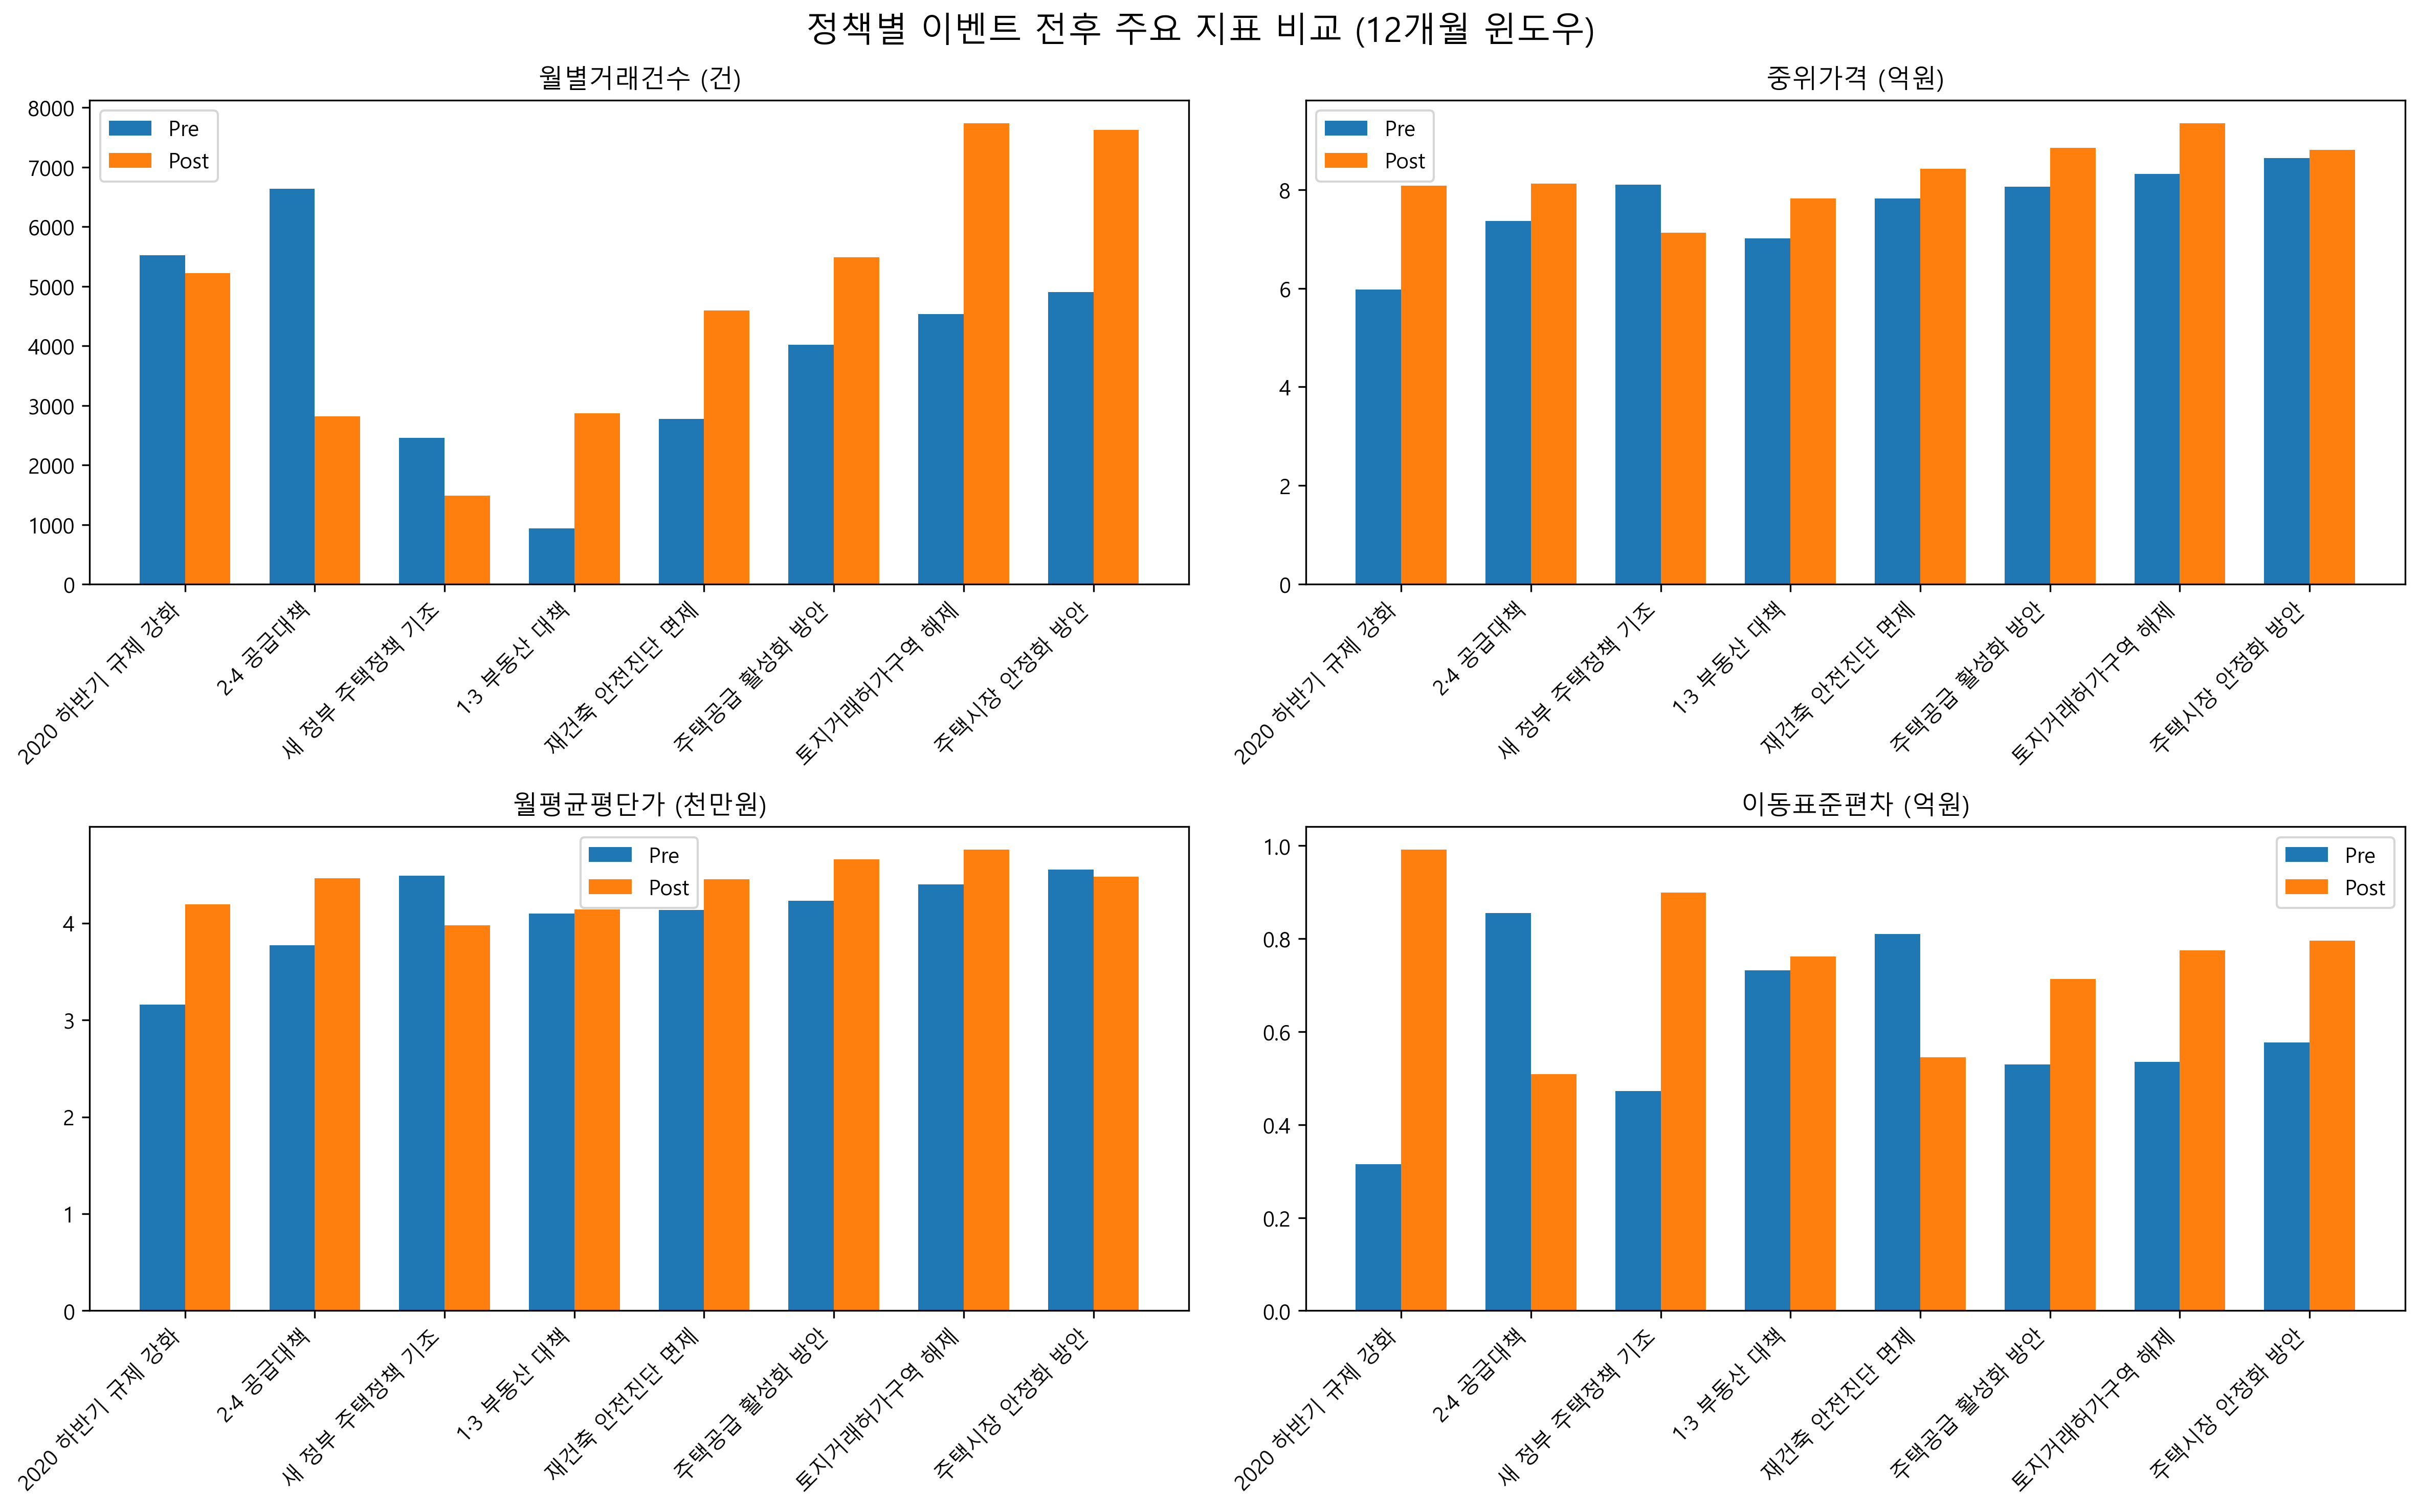 정책별 이벤트 전후 주요 지표 비교 (12개월 윈도우)
월별거래건수 (건)
8000
7000
6000
5000
4000
3000
2000
1000
0
Pre
Post
2020 하반기 규제 강화
2·4 공급대책
새 정부 주택정책 기조
1·3 부동산 대책
재건축 안전진단 면제
주택공급 활성화 방안
토지거래허가구역 해제
주택시장 안정화 방안
중위가격 (억원)
8
6
4
2
0
Pre
Post
2020 하반기 규제 강화
2·4 공급대책
새 정부 주택정책 기조
1·3 부동산 대책
재건축 안전진단 면제
주택공급 활성화 방안
토지거래허가구역 해제
주택시장 안정화 방안
월평균평단가 (천만원)
4
3
2
1
0
Pre
Post
2020 하반기 규제 강화
2·4 공급대책
새 정부 주택정책 기조
1·3 부동산 대책
재건축 안전진단 면제
주택공급 활성화 방안
토지거래허가구역 해제
주택시장 안정화 방안
이동표준편차 (억원)
1.0
0.8
0.6
0.4
0.2
0.0
Pre
Post
2020 하반기 규제 강화
2·4 공급대책
새 정부 주택정책 기조
1·3 부동산 대책
재건축 안전진단 면제
주택공급 활성화 방안
토지거래허가구역 해제
주택시장 안정화 방안